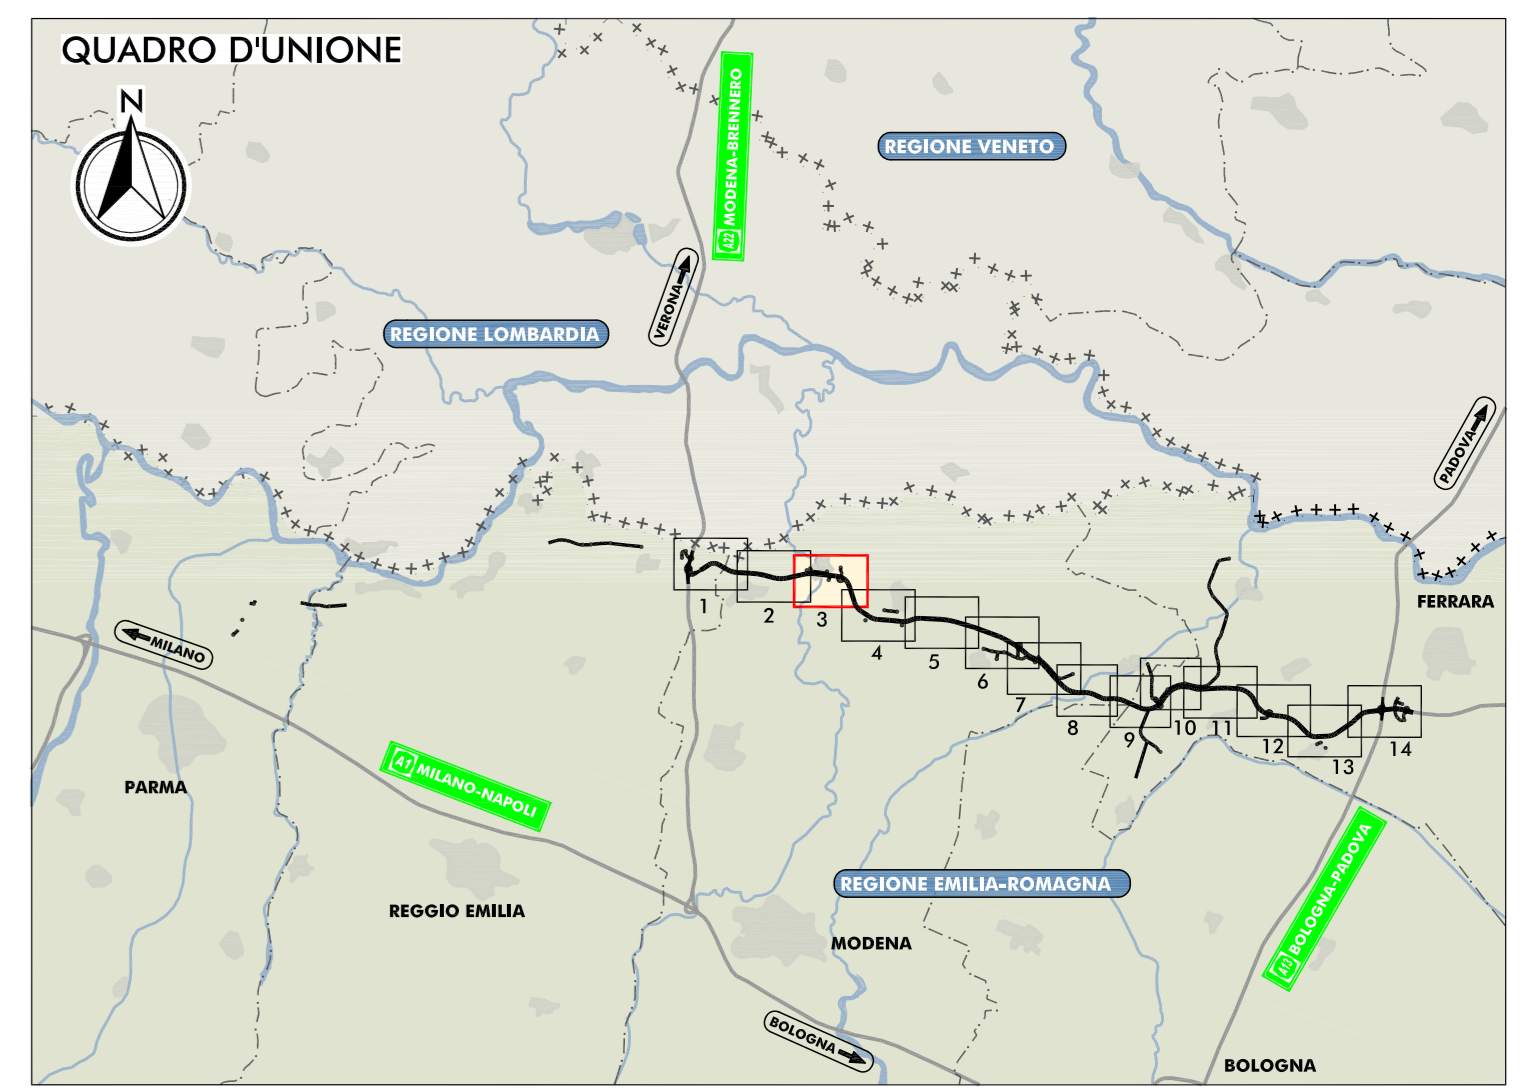 QUADRO D'UNIONE
N
A22 MODENA-BRENNERO
REGIONE VENETO
VERONA
REGIONE LOMBARDIA
PADOVA
FERRARA
MILANO
1
2
3
4
5
6
7
8
9
10
11
12
13
14
PARMA
A1 MILANO-NAPOLI
REGIONE EMILIA-ROMAGNA
A13 BOLOGNA-PADOVA
REGGIO EMILIA
MODENA
BOLOGNA
BOLOGNA